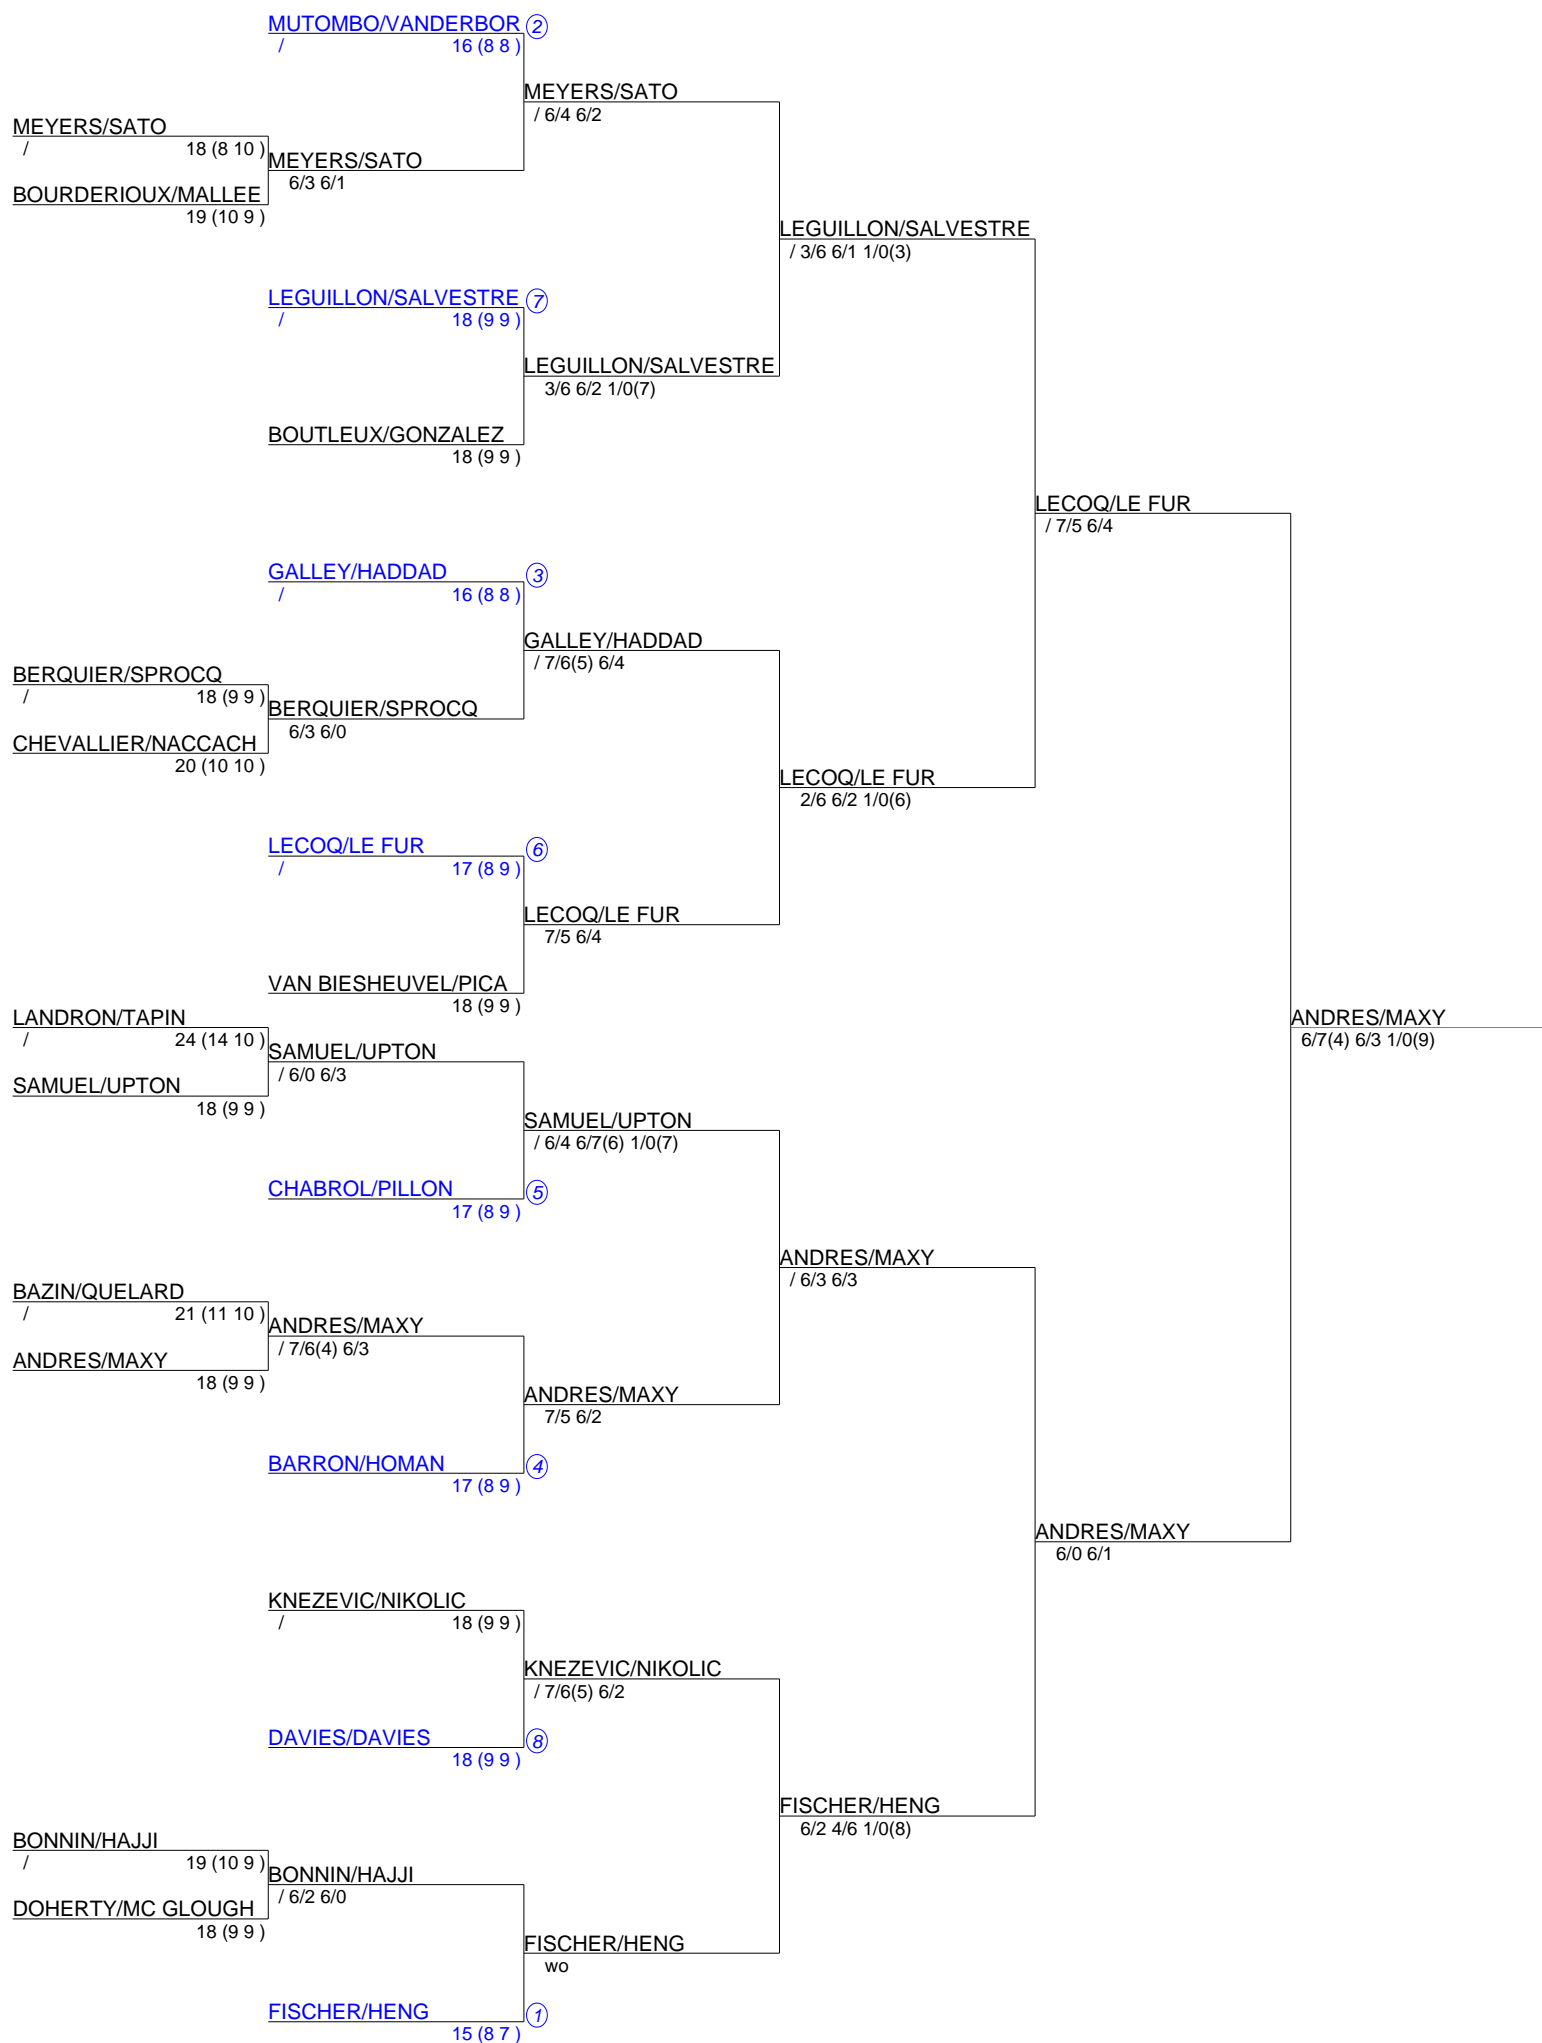 MUTOMBO/VANDERBOR 2
/ 16 (8 8 )
MEYERS/SATO
/ 6/4 6/2
MEYERS/SATO
/ 18 (8 10 )
MEYERS/SATO
6/3 6/1
BOURDERIOUX/MALLEE
19 (10 9 )
LEGUILLON/SALVESTRE
/ 3/6 6/1 1/0(3)
LEGUILLON/SALVESTRE 7
/ 18 (9 9 )
LEGUILLON/SALVESTRE
3/6 6/2 1/0(7)
BOUTLEUX/GONZALEZ
18 (9 9 )
LECOQ/LE FUR
/ 7/5 6/4
GALLEY/HADDAD 3
/ 16 (8 8 )
GALLEY/HADDAD
/ 7/6(5) 6/4
BERQUIER/SPROCQ
/ 18 (9 9 )
BERQUIER/SPROCQ
6/3 6/0
CHEVALLIER/NACCACH
20 (10 10 )
LECOQ/LE FUR
2/6 6/2 1/0(6)
LECOQ/LE FUR 6
/ 17 (8 9 )
LECOQ/LE FUR
7/5 6/4
VAN BIESHEUVEL/PICA
18 (9 9 )
LANDRON/TAPIN
/ 24 (14 10 )
ANDRES/MAXY
6/7(4) 6/3 1/0(9)
SAMUEL/UPTON
/ 6/0 6/3
SAMUEL/UPTON
18 (9 9 )
SAMUEL/UPTON
/ 6/4 6/7(6) 1/0(7)
CHABROL/PILLON 5
17 (8 9 )
ANDRES/MAXY
/ 6/3 6/3
BAZIN/QUELARD
/ 21 (11 10 )
ANDRES/MAXY
/ 7/6(4) 6/3
ANDRES/MAXY
18 (9 9 )
ANDRES/MAXY
7/5 6/2
BARRON/HOMAN 4
17 (8 9 )
ANDRES/MAXY
6/0 6/1
KNEZEVIC/NIKOLIC
/ 18 (9 9 )
KNEZEVIC/NIKOLIC
/ 7/6(5) 6/2
DAVIES/DAVIES 8
18 (9 9 )
FISCHER/HENG
6/2 4/6 1/0(8)
BONNIN/HAJJI
/ 19 (10 9 )
BONNIN/HAJJI
/ 6/2 6/0
DOHERTY/MC GLOUGH
18 (9 9 )
FISCHER/HENG
wo
FISCHER/HENG 1
15 (8 7 )